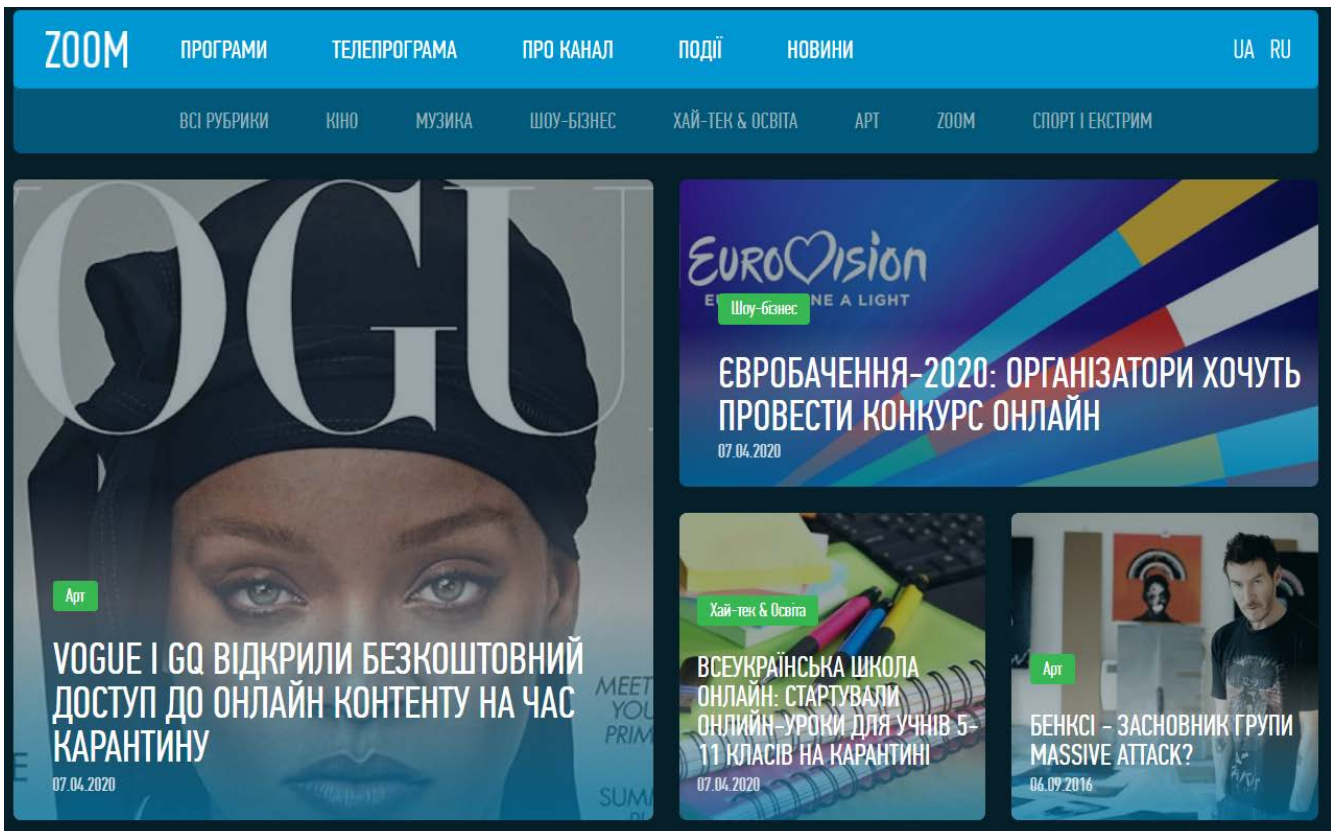 ZOOM ПРОГРАМИ ТЕЛЕПРОГРАМА ПРО КАНАЛ ПОДІЇ НОВИНИ UA RU
ВСІ РУБРИКИ КІНО МУЗИКА ШОУ-БІЗНЕС ХАЙ-ТЕК & ОСВІТА АРТ ZOOM СПОРТ І ЕКСТРИМ
OGU
Арт
VOGUE І GQ ВІДКРИЛИ БЕЗКОШТОВНИЙ
ДОСТУП ДО ОНЛАЙН КОНТЕНТУ НА ЧАС
КАРАНТИНУ
07.04.2020
MEET
YOU
PRIM
SUM
EUROVISION
NE A LIGHT
Шоу-бізнес
ЄВРОБАЧЕННЯ-2020: ОРГАНІЗАТОРИ ХОЧУТЬ
ПРОВЕСТИ КОНКУРС ОНЛАЙН
07.04.2020
Хай-тек & Освіта
ВСЕУКРАЇНСЬКА ШКОЛА
ОНЛАЙН: СТАРТУВАЛИ
ОНЛИЙН-УРОКИ ДЛЯ УЧНІВ 5-
11 КЛАСІВ НА КАРАНТИНІ
07.04.2020
Арт
БЕНКСІ - ЗАСНОВНИК ГРУПИ
MASSIVE ATTACK?
06.09.2016